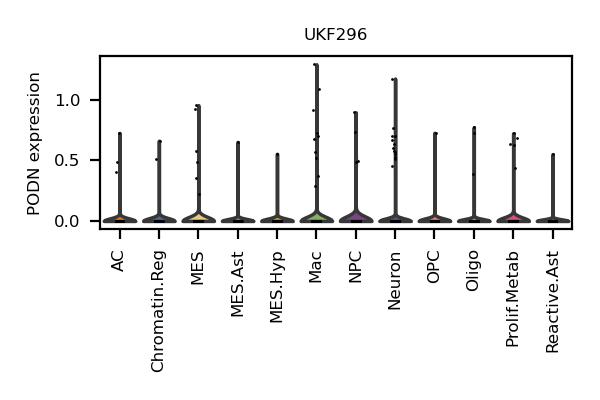 UKF296
PODN expression
1.0
0.5
0.0
AC
Chromatin.Reg
MES
MES.Ast
MES.Hyp
Mac
NPC
Neuron
OPC
Oligo
Prolif.Metab
Reactive.Ast